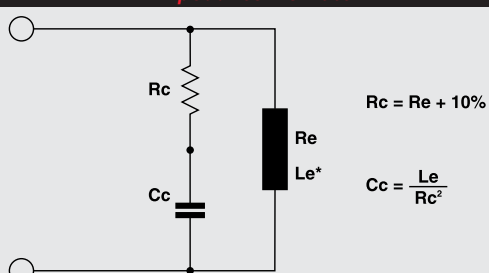 Rc
Rc = Re + 10%
Re
Le*
Cc
Cc = Le / Rc²